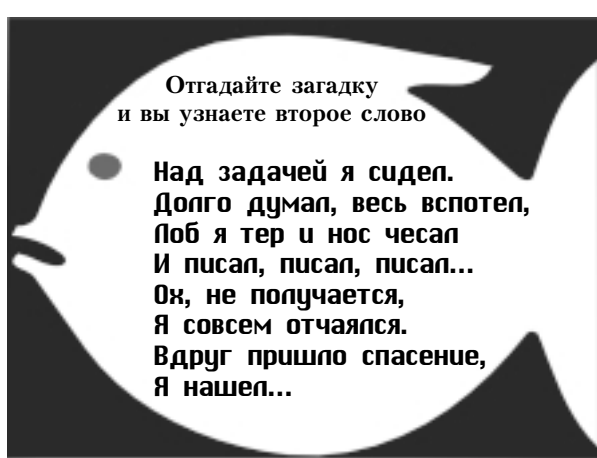 Отгадайте загадку
и вы узнаете второе слово
Над задачей я сидел.
Долго думал, весь вспотел,
Лоб я тер и нос чесал
И писал, писал, писал...
Ох, не получается,
Я совсем отчаялся.
Вдруг пришло спасение,
Я нашел...